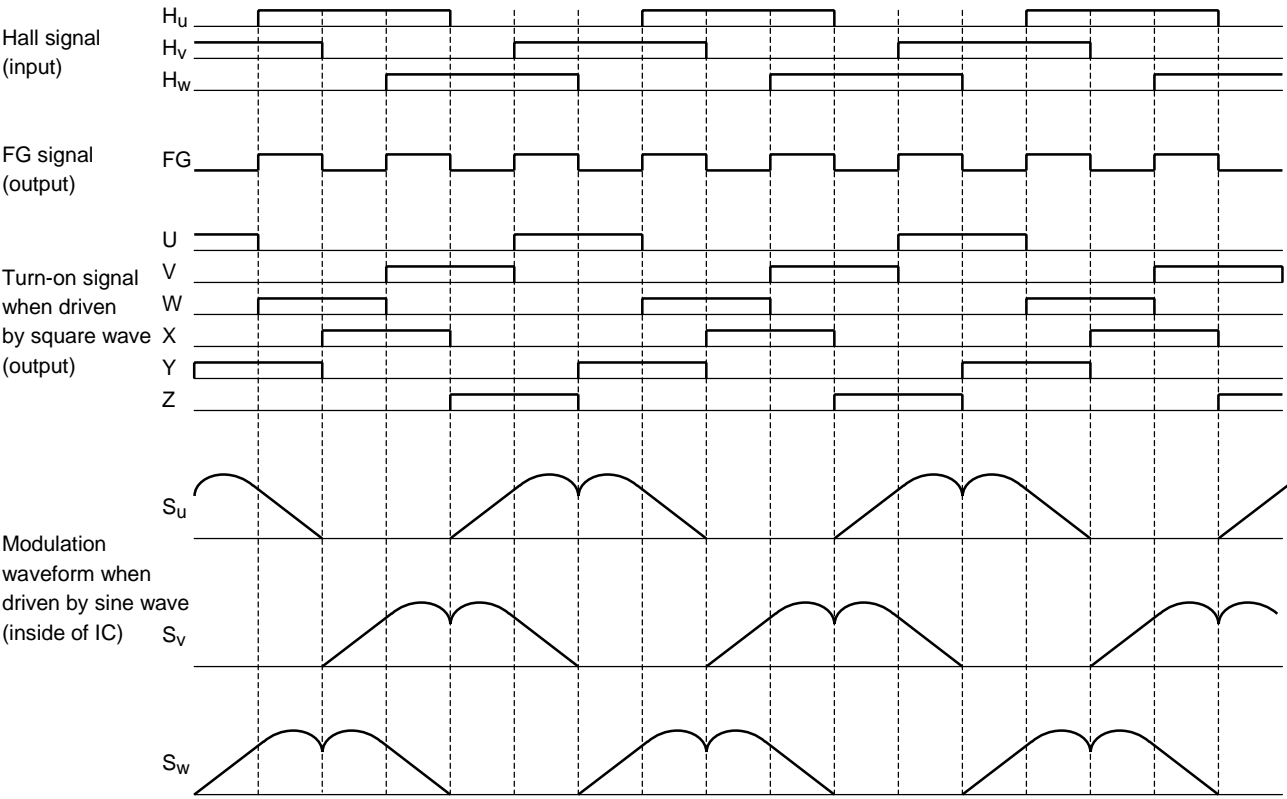 Hall signal
(input)
Hu
Hv
Hw
FG signal
(output)
FG
Turn-on signal
when driven
by square wave
(output)
U
V
W
X
Y
Z
Modulation
waveform when
driven by sine wave
(inside of IC)
Su
Sv
Sw